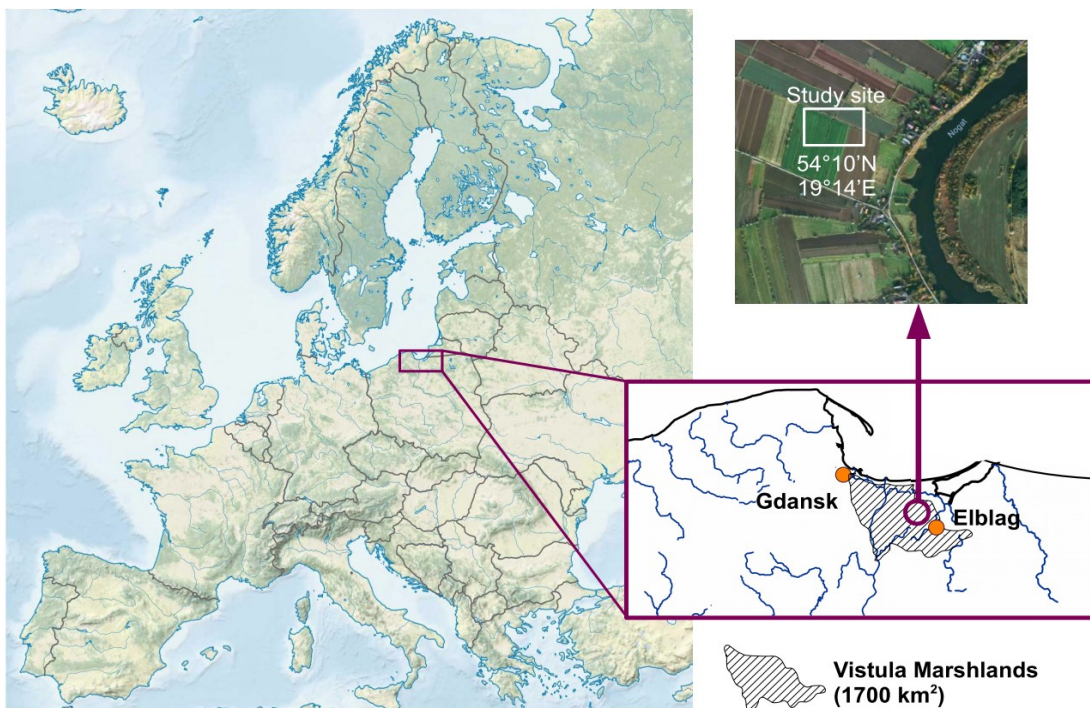 Study site
54°10'N
19°14'E
Nogat
Gdansk
Elblag
Vistula Marshlands
(1700 km²)